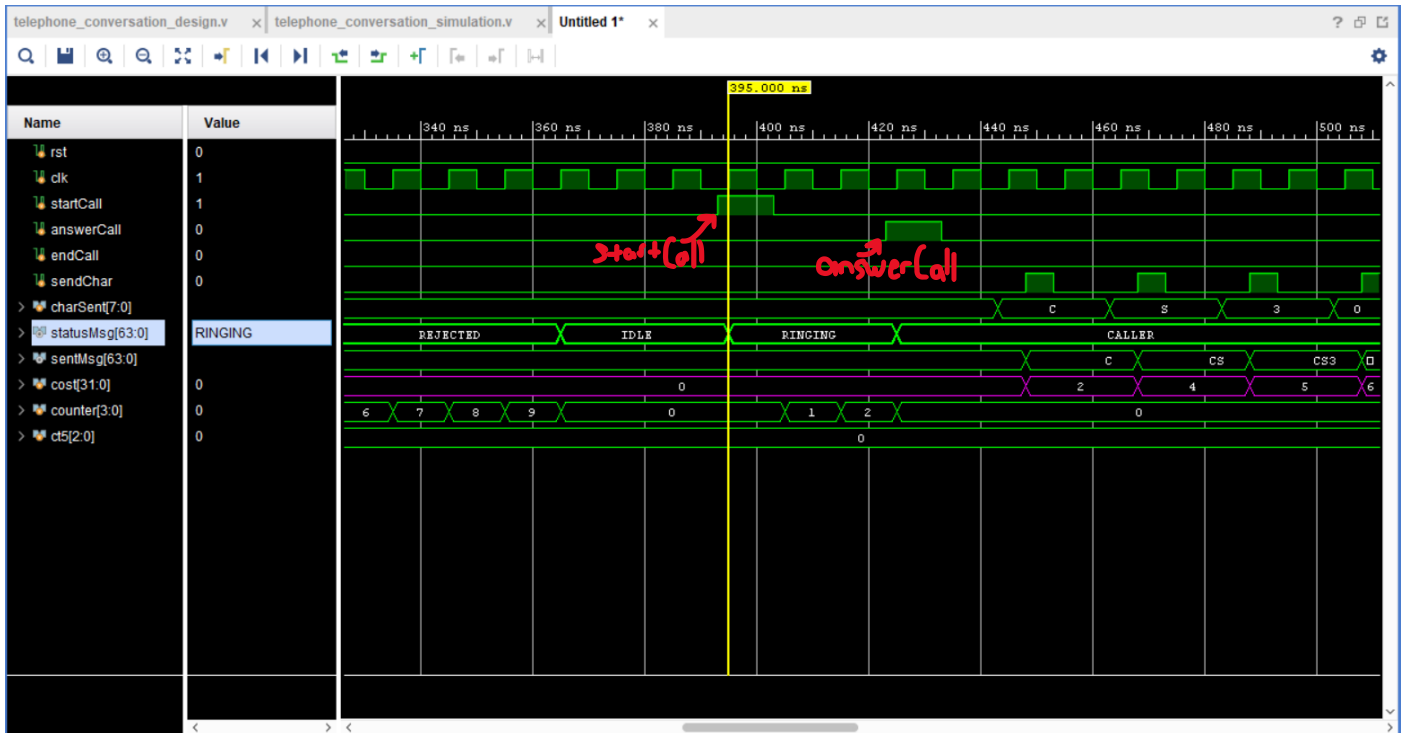 telephone_conversation_design.v × telephone_conversation_simulation.v × Untitled 1* ×
395.000 ns
Name Value
340 ns 360 ns 380 ns 400 ns 420 ns 440 ns 460 ns 480 ns 500 ns
rst 0
clk 1
startCall 1
answerCall 0
endCall 0
startCall answerCall
sendChar 0
charSent[7:0] C S 3 0
statusMsg[63:0] RINGING REJECTED IDLE RINGING CALLER
sentMsg[63:0] C CS CS3
cost[31:0] 0 0 2 4 5 6
counter[3:0] 0 6 7 8 9 0 1 2 0
ct5[2:0] 0 0